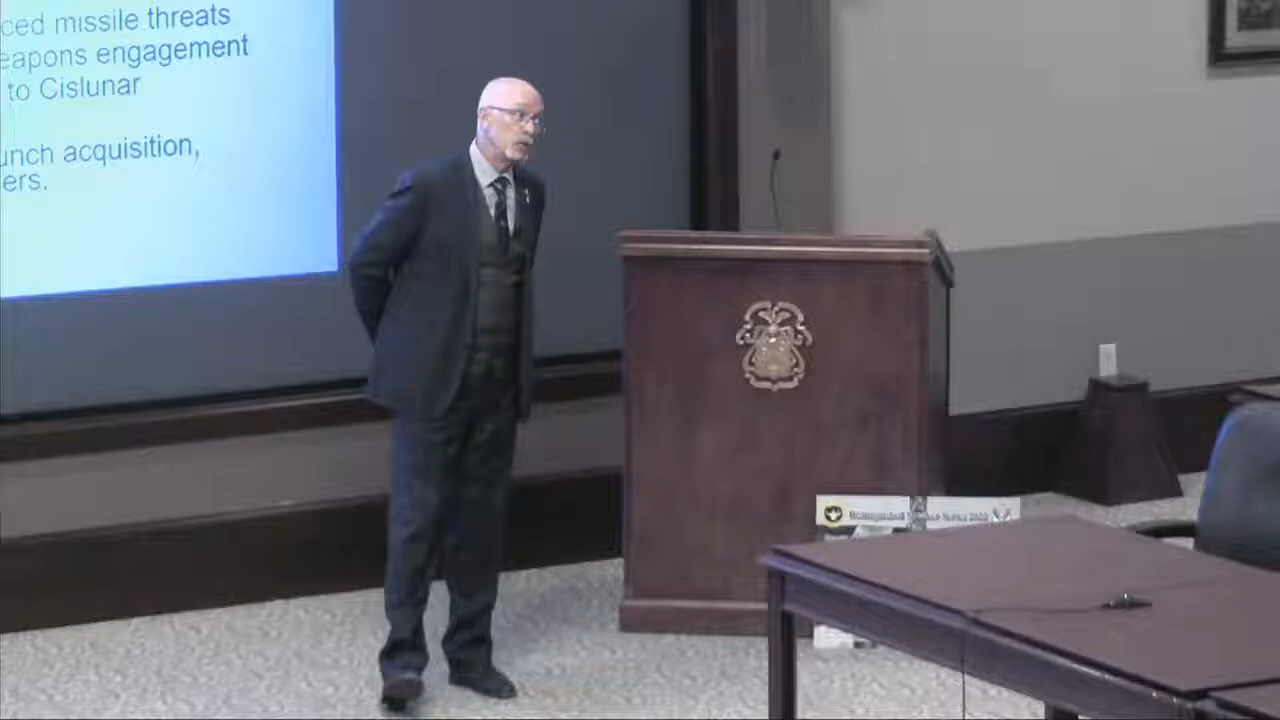 ced missile threats
eapons engagement
to Cislunar
unch acquisition,
ers.